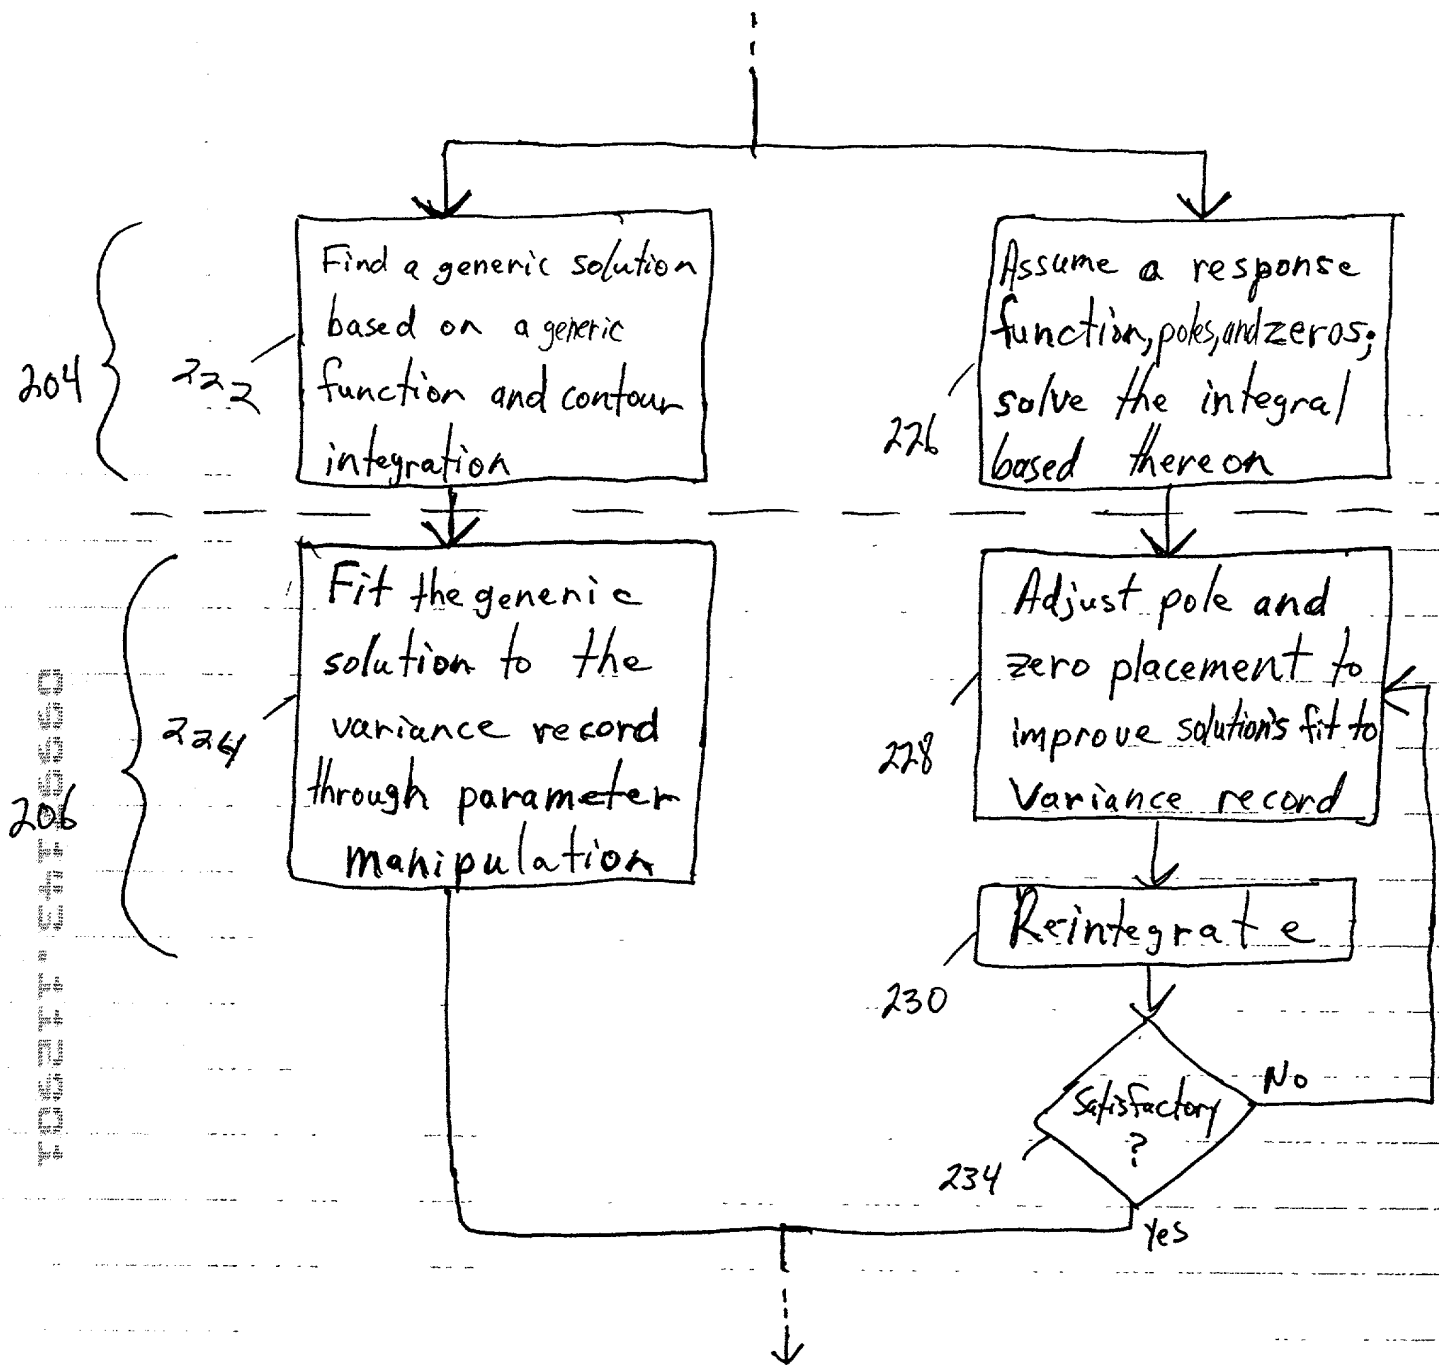 Find a generic solution
based on a generic
function and contour
integration
204
222
Assume a response
function, poles, and zeros;
solve the integral
based thereon
226
Fit the generic
solution to the
variance record
through parameter
manipulation
224
206
Adjust pole and
zero placement to
improve solution's fit to
variance record
228
Reintegrate
230
Satisfactory
?
No
234
Yes